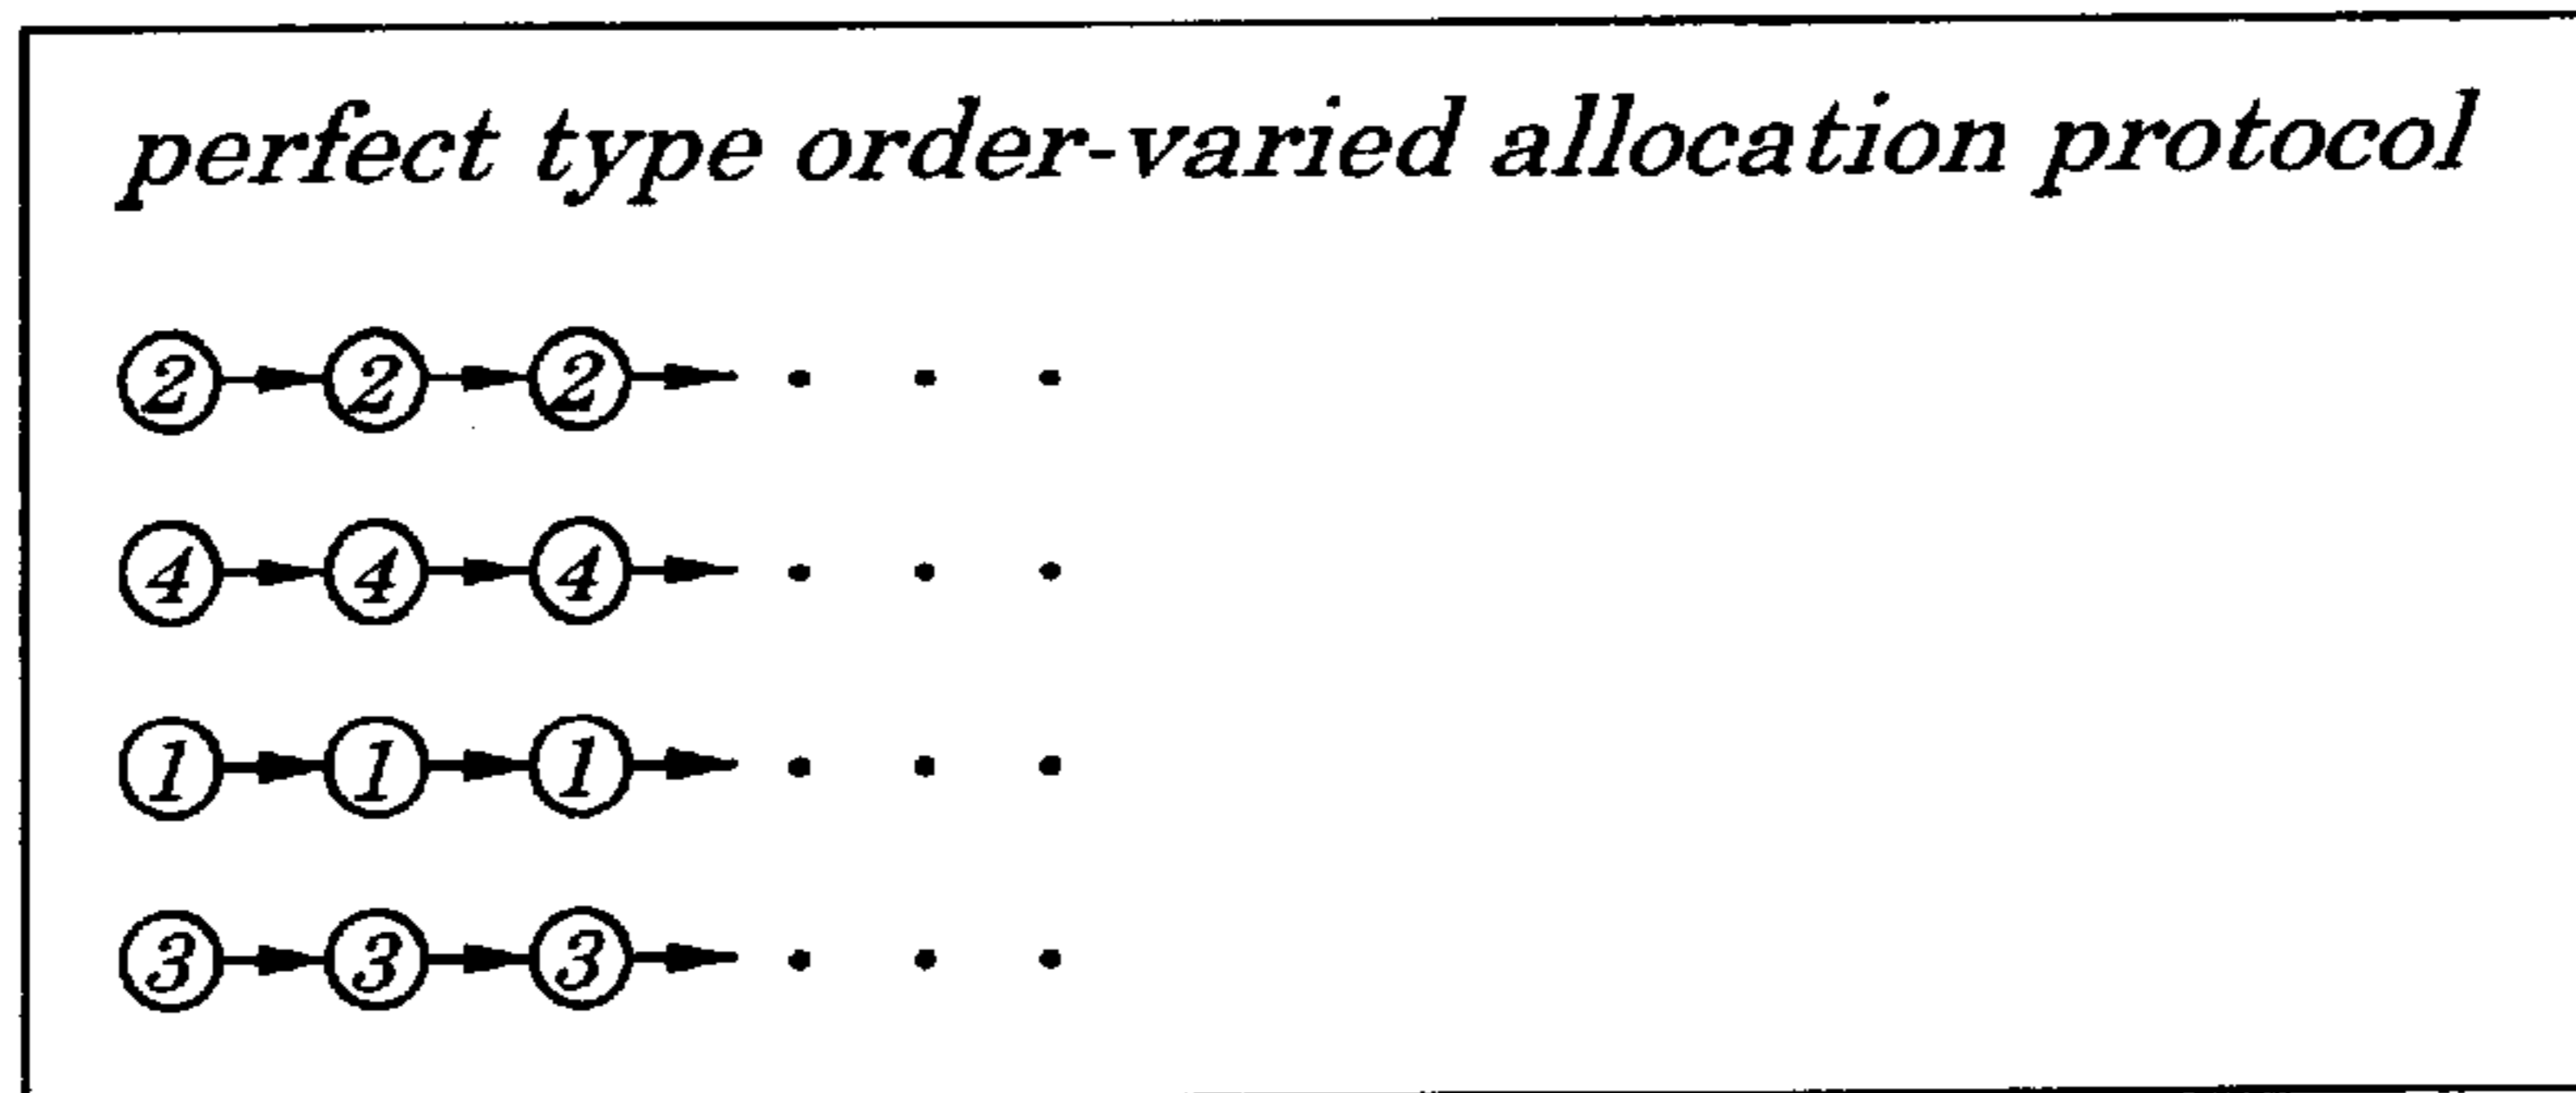 perfect type order-varied allocation protocol
2 2 2 . . .
4 4 4 . . .
1 1 1 . . .
3 3 3 . . .